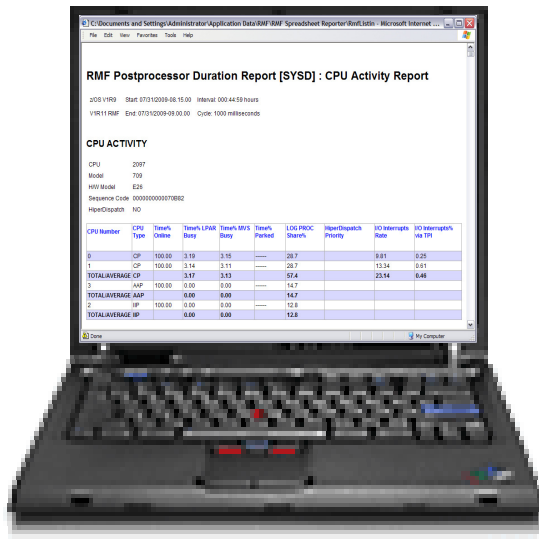 C:\Documents and Settings\Administrator\Application Data\RMF\RMF Spreadsheet Reporter\RmfListin - Microsoft Internet ...
File Edit View Favorites Tools Help
RMF Postprocessor Duration Report [SYSD] : CPU Activity Report
z/OS V1R9 Start: 07/31/2009-08.15.00 Interval: 000:44:59 hours
V1R11 RMF End: 07/31/2009-09.00.00 Cycle: 1000 milliseconds
CPU ACTIVITY
CPU 2097
Model 709
H/W Model E26
Sequence Code 0000000000070B82
HiperDispatch NO
CPU Number CPU Type Time% Online Time% LPAR Busy Time% MVS Busy Time% Parked LOG PROC Share% HiperDispatch Priority I/O Interrupts Rate I/O Interrupts% via TPI
0 CP 100.00 3.19 3.15 ------ 28.7 9.81 0.25
1 CP 100.00 3.14 3.11 ------ 28.7 13.34 0.61
TOTAL/AVERAGE CP 3.17 3.13 57.4 23.14 0.46
3 AAP 100.00 0.00 0.00 ------ 14.7
TOTAL/AVERAGE AAP 0.00 0.00 14.7
2 IIP 100.00 0.00 0.00 ------ 12.8
TOTAL/AVERAGE IIP 0.00 0.00 12.8
Done My Computer